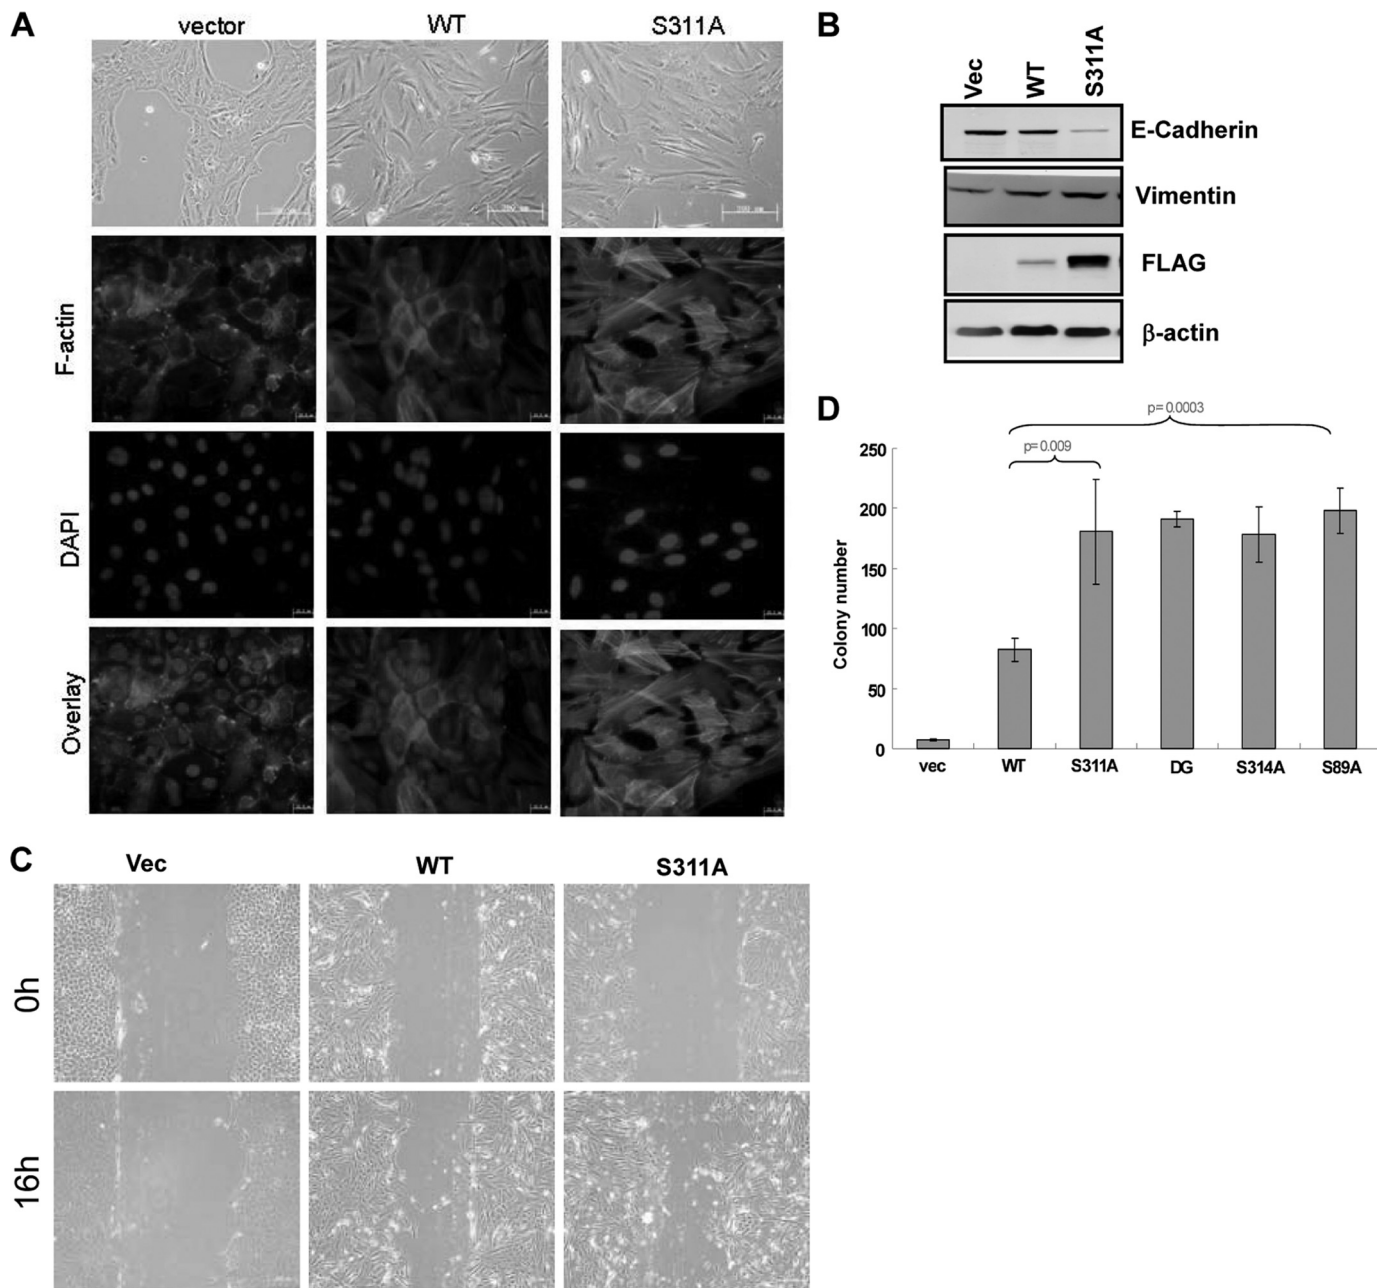 A
vector
WT
S311A
F-actin
DAPI
Overlay
B
Vec
WT
S311A
E-Cadherin
Vimentin
FLAG
β-actin
C
Vec
WT
S311A
0h
16h
D
p=0.0003
p=0.009
Colony number
250
200
150
100
50
0
vec WT S311A DG S314A S89A